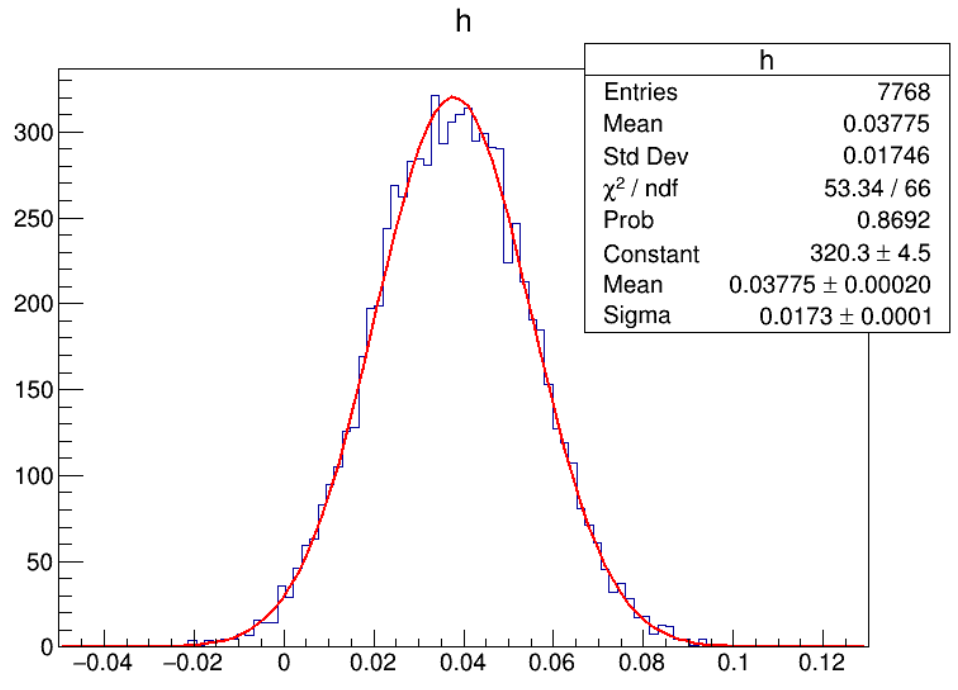 h
h
Entries 7768
Mean 0.03775
Std Dev 0.01746
χ² / ndf 53.34 / 66
Prob 0.8692
Constant 320.3 ± 4.5
Mean 0.03775 ± 0.00020
Sigma 0.0173 ± 0.0001
300
250
200
150
100
50
0
−0.04 −0.02 0 0.02 0.04 0.06 0.08 0.1 0.12